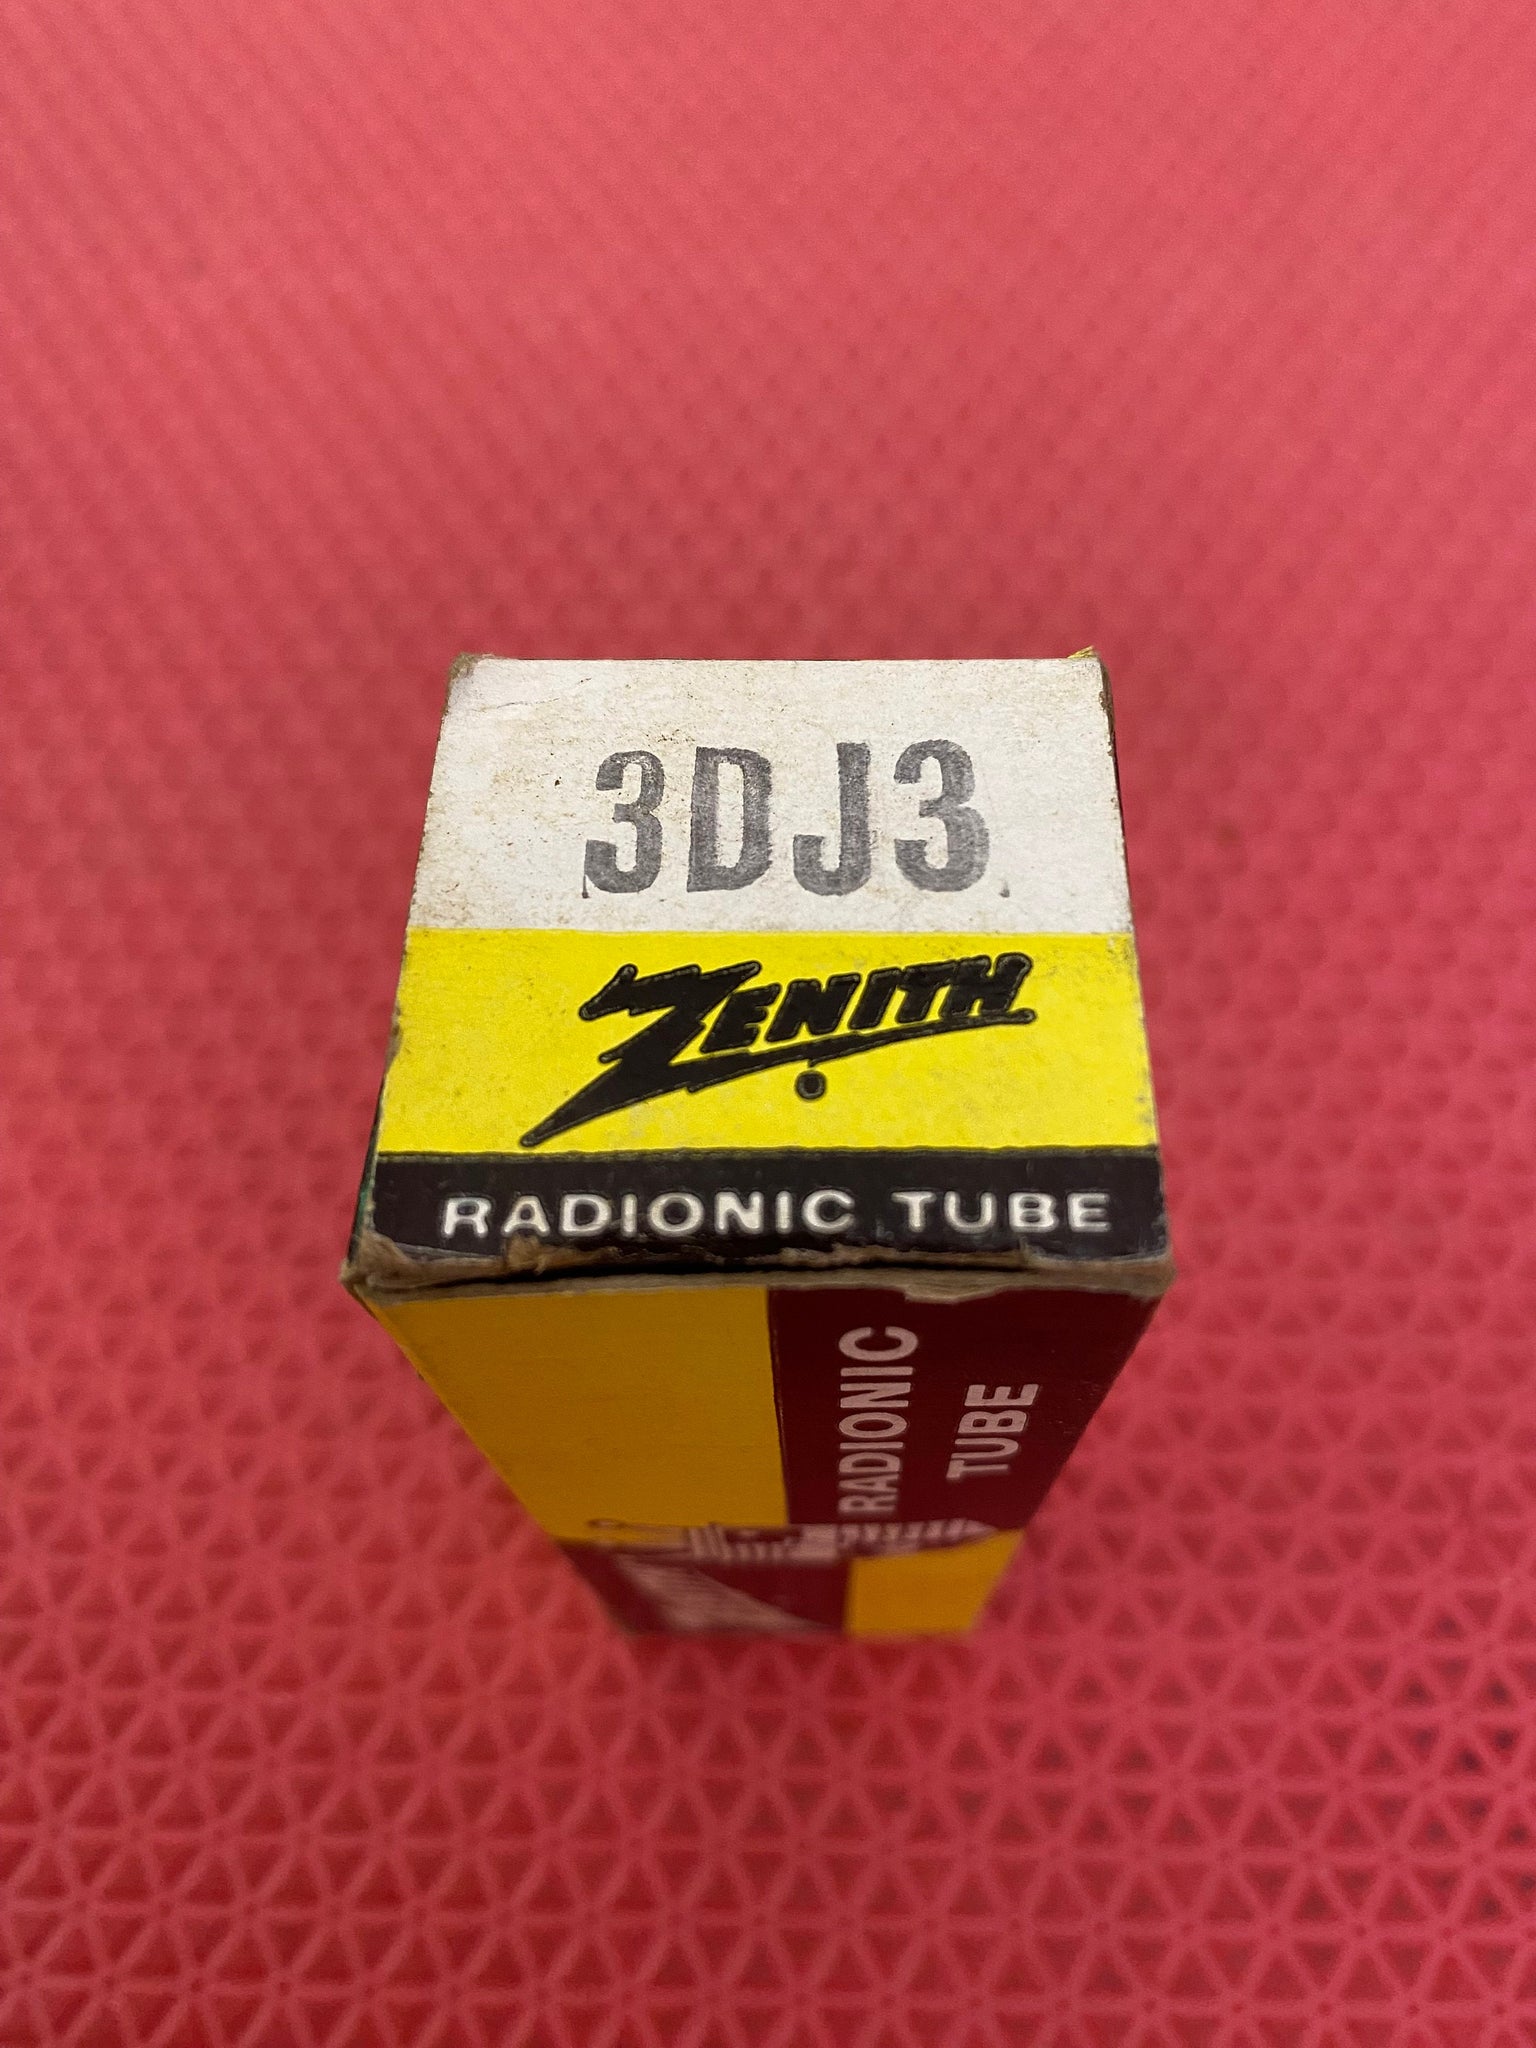 3DJ3
ZENITH
RADIONIC TUBE
RADIONIC
TUBE